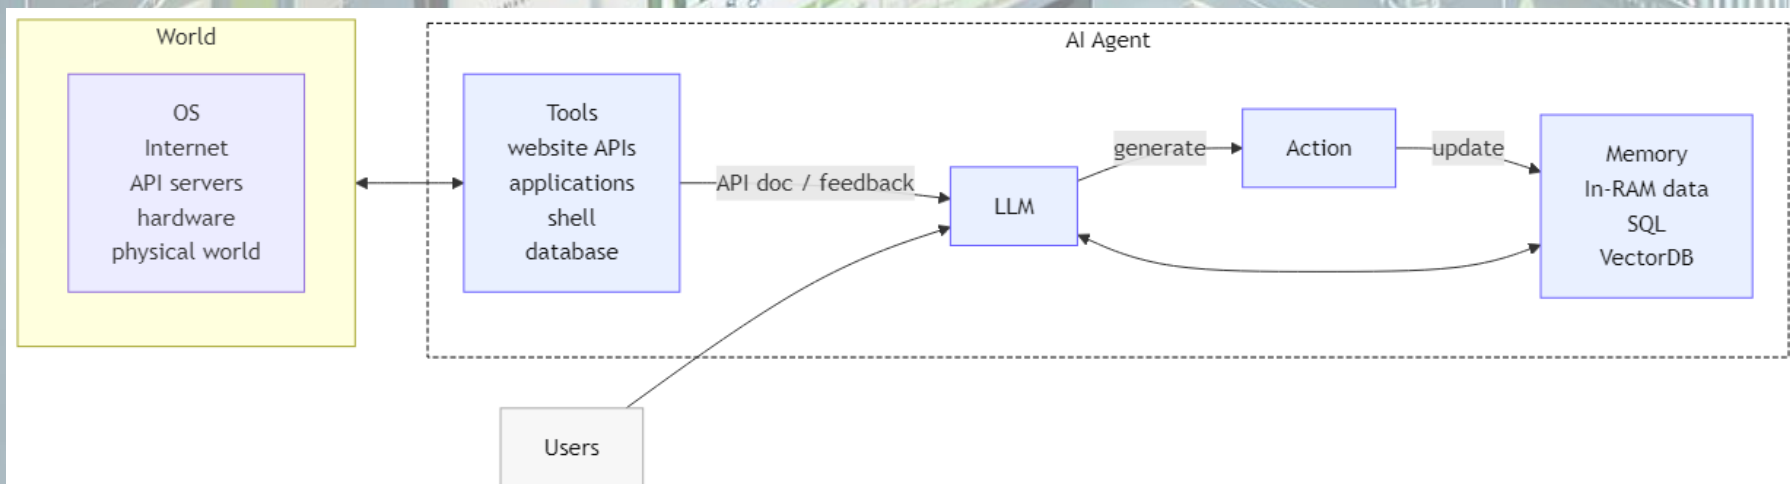 World
OS
Internet
API servers
hardware
physical world
AI Agent
Tools
website APIs
applications
shell
database
API doc / feedback
LLM
generate
Action
update
Memory
In-RAM data
SQL
VectorDB
Users